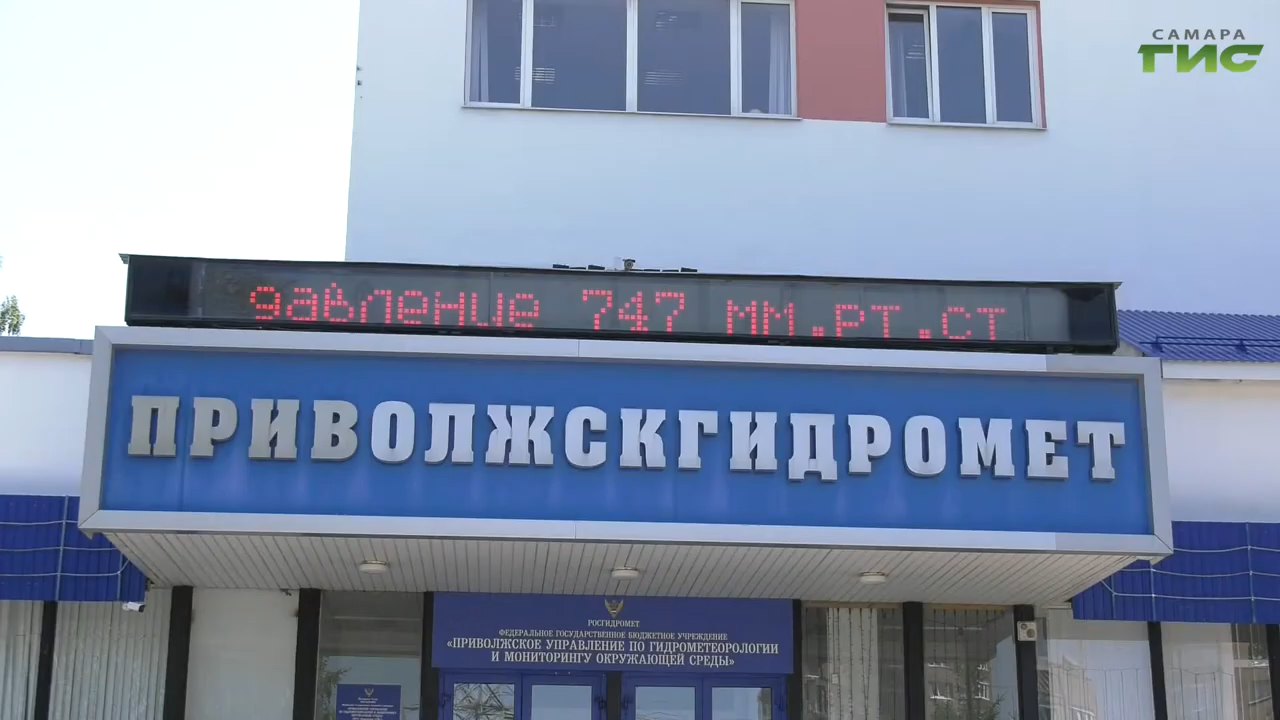 САМАРА
ГИС
давление 747 мм.рт.ст
ПРИВОЛЖСКГИДРОМЕТ
РОСГИДРОМЕТ
ФЕДЕРАЛЬНОЕ ГОСУДАРСТВЕННОЕ БЮДЖЕТНОЕ УЧРЕЖДЕНИЕ
«ПРИВОЛЖСКОЕ УПРАВЛЕНИЕ ПО ГИДРОМЕТЕОРОЛОГИИ
И МОНИТОРИНГУ ОКРУЖАЮЩЕЙ СРЕДЫ»